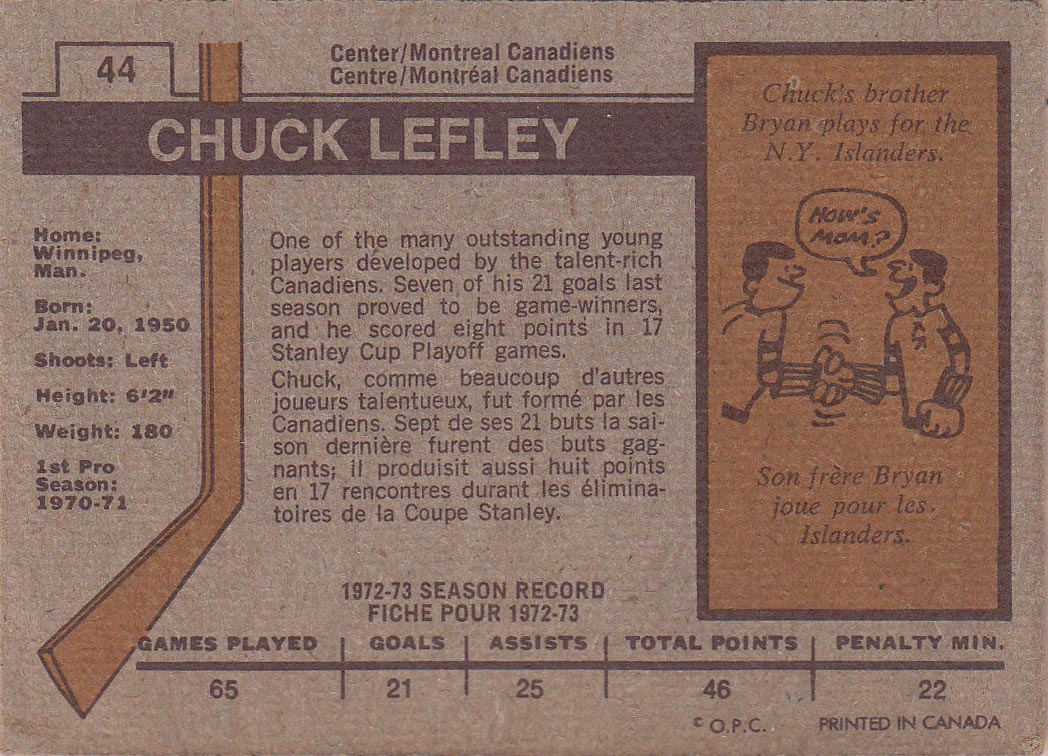 44
Center/Montreal Canadiens
Centre/Montréal Canadiens
CHUCK LEFLEY
Home:
Winnipeg,
Man.
Born:
Jan. 20, 1950
Shoots: Left
Height: 6'2"
Weight: 180
1st Pro
Season:
1970-71
One of the many outstanding young
players developed by the talent-rich
Canadiens. Seven of his 21 goals last
season proved to be game-winners,
and he scored eight points in 17
Stanley Cup Playoff games.
Chuck, comme beaucoup d'autres
joueurs talentueux, fut formé par les
Canadiens. Sept de ses 21 buts la sai-
son dernière furent des buts gag-
nants; il produisit aussi huit points
en 17 rencontres durant les élimina-
toires de la Coupe Stanley.
Chuck's brother
Bryan plays for the
N.Y. Islanders.
HOW'S
MOM?
Son frère Bryan
joue pour les
Islanders.
1972-73 SEASON RECORD
FICHE POUR 1972-73
GAMES PLAYED GOALS ASSISTS TOTAL POINTS PENALTY MIN.
65 21 25 46 22
© O.P.C. PRINTED IN CANADA